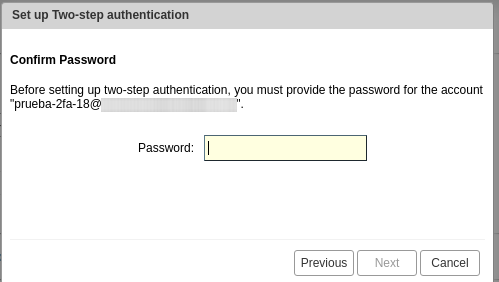 Set up Two-step authentication
Confirm Password
Before setting up two-step authentication, you must provide the password for the account
"prueba-2fa-18@ ".
Password:
Previous Next Cancel